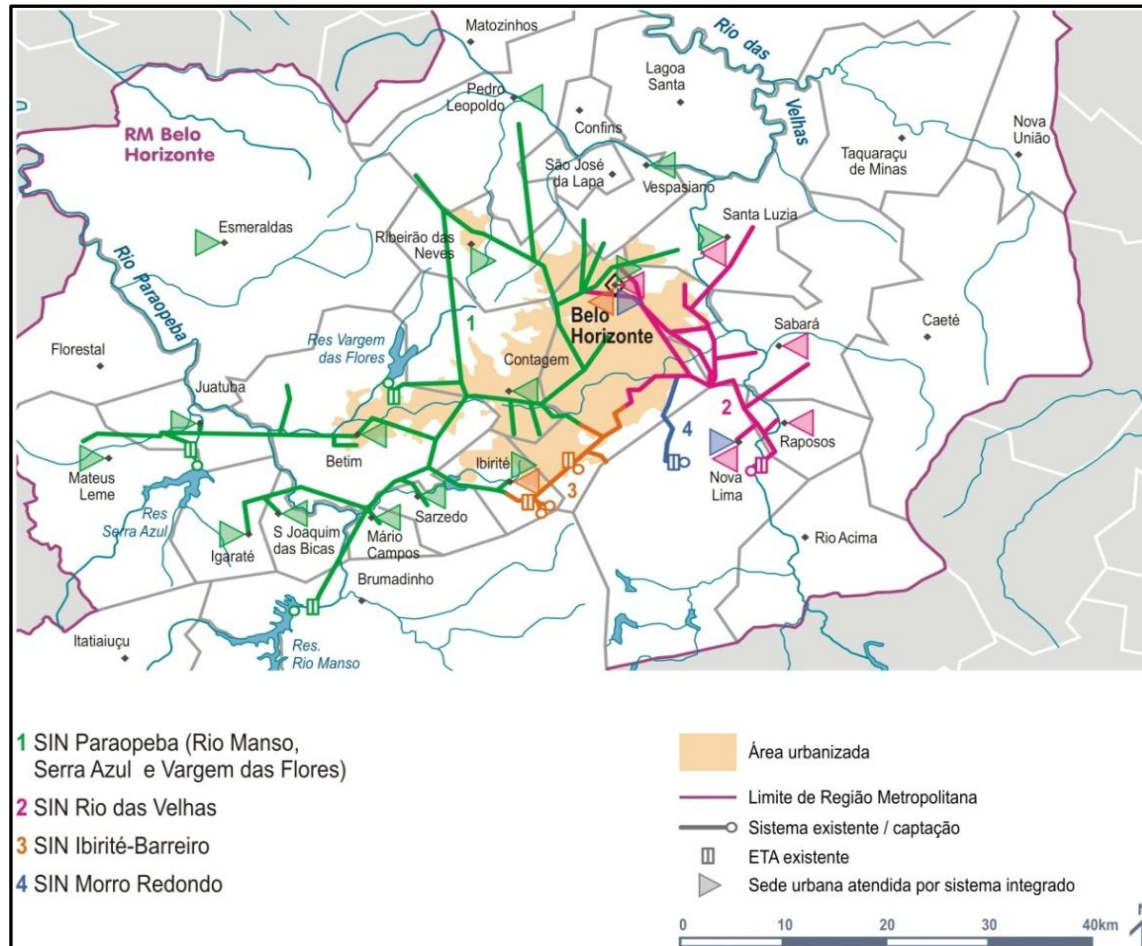 Matozinhos
Rio das
Velhas
Lagoa
Santa
Pedro
Leopoldo
Confins
Nova
União
RM Belo
Horizonte
São José
da Lapa
Vespasiano
Taquaraçu
de Minas
Esmeraldas
Ribeirão das
Neves
Santa Luzia
Rio Paraopeba
1
Belo
Horizonte
Sabará
Caeté
Florestal
Res Vargem
das Flores
Contagem
Juatuba
2
Raposos
4
Mateus
Leme
Betim
Ibirité
3
Nova
Lima
Res
Serra Azul
Igaraté
S Joaquim
das Bicas
Mário
Campos
Sarzedo
Rio Acima
Brumadinho
Itatiaiuçu
Res.
Rio Manso
1 SIN Paraopeba (Rio Manso,
Serra Azul e Vargem das Flores)
2 SIN Rio das Velhas
3 SIN Ibirité-Barreiro
4 SIN Morro Redondo
Área urbanizada
Limite de Região Metropolitana
Sistema existente / captação
ETA existente
Sede urbana atendida por sistema integrado
0 10 20 30 40km
N